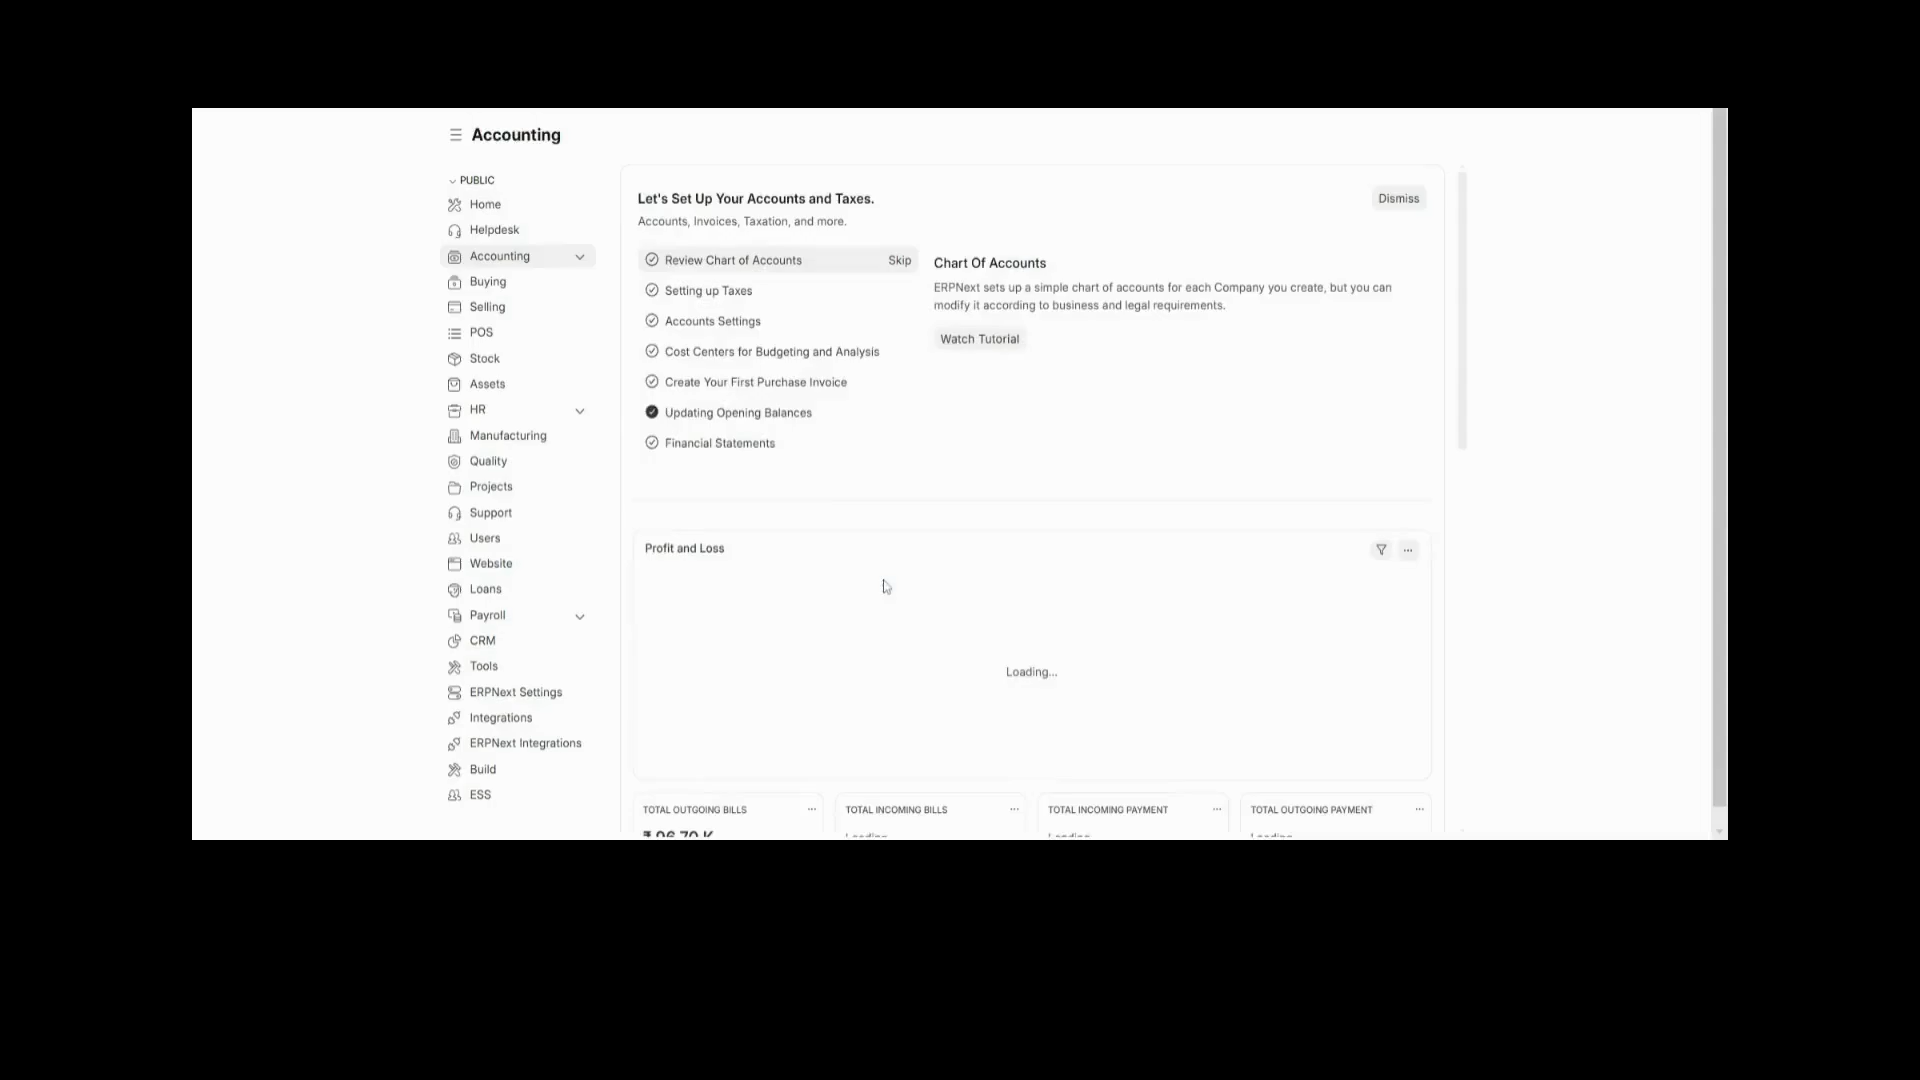 Accounting
PUBLIC
Home
Helpdesk
Accounting
Buying
Selling
POS
Stock
Assets
HR
Manufacturing
Quality
Projects
Support
Users
Website
Loans
Payroll
CRM
Tools
ERPNext Settings
Integrations
ERPNext Integrations
Build
ESS
Let's Set Up Your Accounts and Taxes.
Dismiss
Accounts, Invoices, Taxation, and more.
Review Chart of Accounts Skip
Setting up Taxes
Accounts Settings
Cost Centers for Budgeting and Analysis
Create Your First Purchase Invoice
Updating Opening Balances
Financial Statements
Chart Of Accounts
ERPNext sets up a simple chart of accounts for each Company you create, but you can
modify it according to business and legal requirements.
Watch Tutorial
Profit and Loss
Loading...
TOTAL OUTGOING BILLS
TOTAL INCOMING BILLS
TOTAL INCOMING PAYMENT
TOTAL OUTGOING PAYMENT